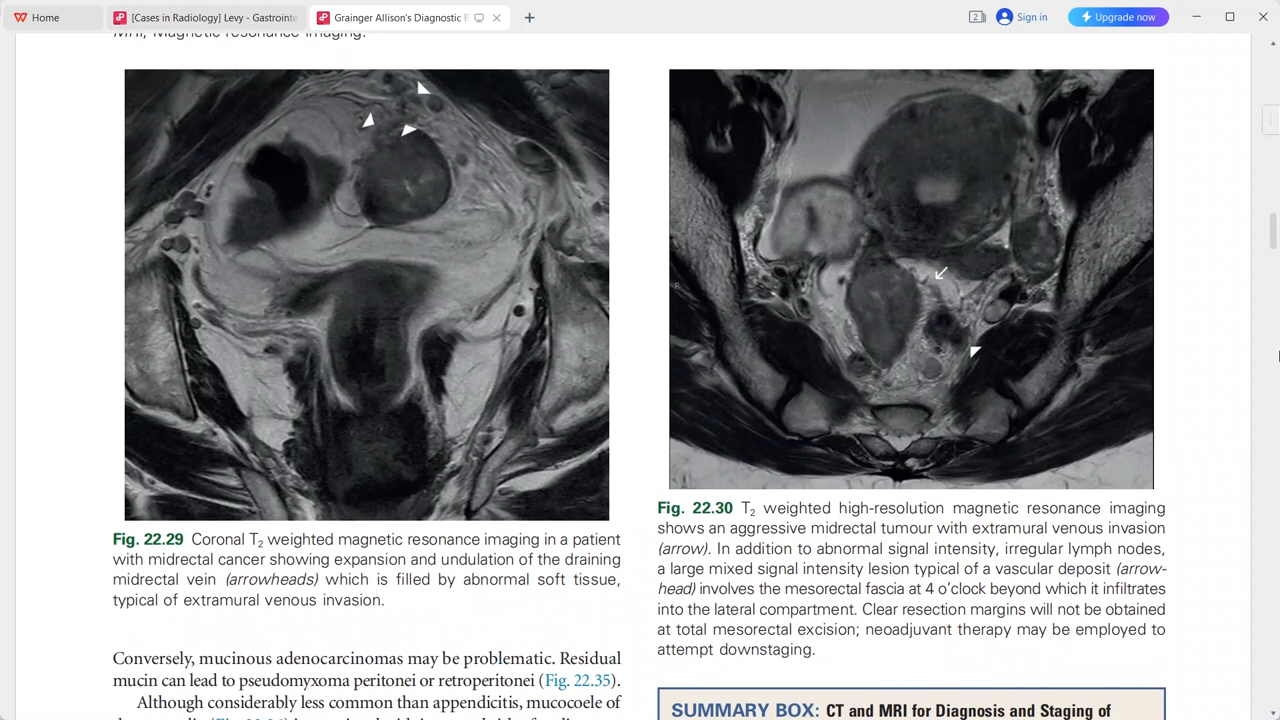 Home
[Cases in Radiology] Levy - Gastrointe
Grainger Allison's Diagnostic R
2
Sign in
Upgrade now
MRI, Magnetic resonance imaging.
R
Fig. 22.29 Coronal T2 weighted magnetic resonance imaging in a patient
with midrectal cancer showing expansion and undulation of the draining
midrectal vein (arrowheads) which is filled by abnormal soft tissue,
typical of extramural venous invasion.
Conversely, mucinous adenocarcinomas may be problematic. Residual
mucin can lead to pseudomyxoma peritonei or retroperitonei (Fig. 22.35).
Although considerably less common than appendicitis, mucocoele of
Fig. 22.30 T2 weighted high-resolution magnetic resonance imaging
shows an aggressive midrectal tumour with extramural venous invasion
(arrow). In addition to abnormal signal intensity, irregular lymph nodes,
a large mixed signal intensity lesion typical of a vascular deposit (arrow-
head) involves the mesorectal fascia at 4 o'clock beyond which it infiltrates
into the lateral compartment. Clear resection margins will not be obtained
at total mesorectal excision; neoadjuvant therapy may be employed to
attempt downstaging.
SUMMARY BOX: CT and MRI for Diagnosis and Staging of